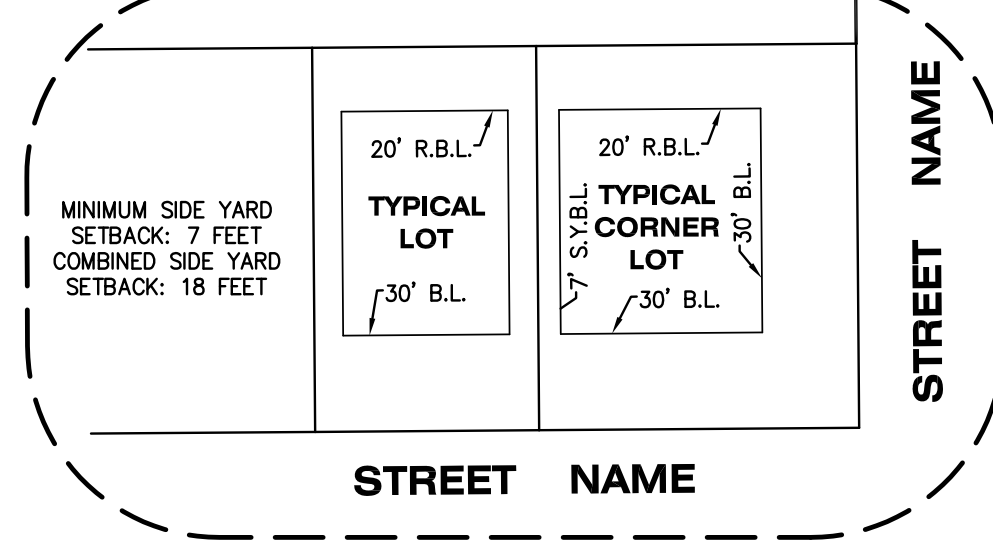 MINIMUM SIDE YARD
SETBACK: 7 FEET
COMBINED SIDE YARD
SETBACK: 18 FEET
20' R.B.L.
TYPICAL
LOT
30' B.L.
20' R.B.L.
7' S.Y.B.L.
TYPICAL
CORNER
LOT
30' B.L.
30' B.L.
STREET NAME
STREET NAME